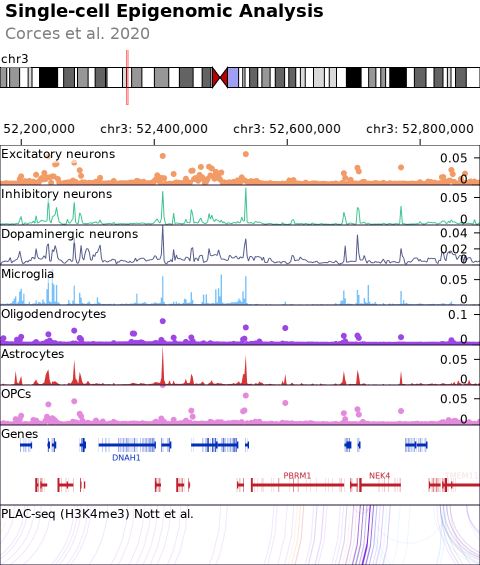 Single-cell Epigenomic Analysis
Corces et al. 2020
chr3
52,200,000 chr3: 52,400,000 chr3: 52,600,000 chr3: 52,800,000
Excitatory neurons 0.05
0
Inhibitory neurons 0.05
0
Dopaminergic neurons 0.04
0.02
0
Microglia 0.05
0
Oligodendrocytes 0.1
0
Astrocytes 0.05
0
OPCs 0.05
0
Genes
DNAH1
PBRM1 NEK4 TMEM110
PLAC-seq (H3K4me3) Nott et al.